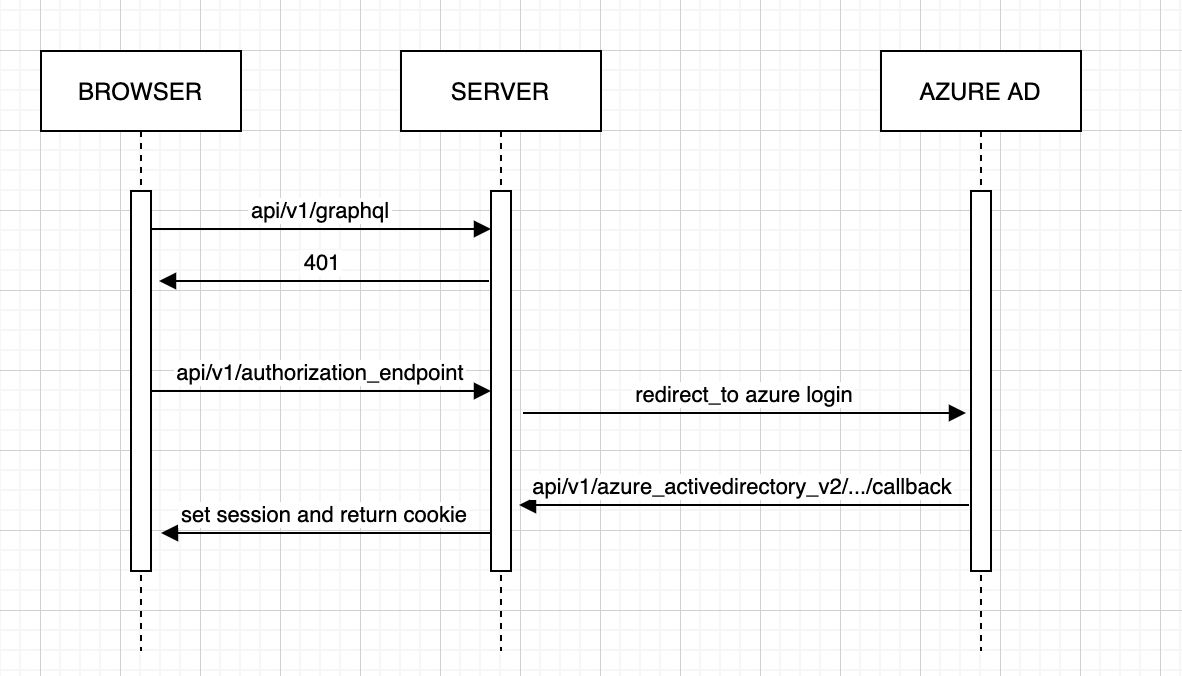 BROWSER
SERVER
AZURE AD
api/v1/graphql
401
api/v1/authorization_endpoint
redirect_to azure login
api/v1/azure_activedirectory_v2/.../callback
set session and return cookie